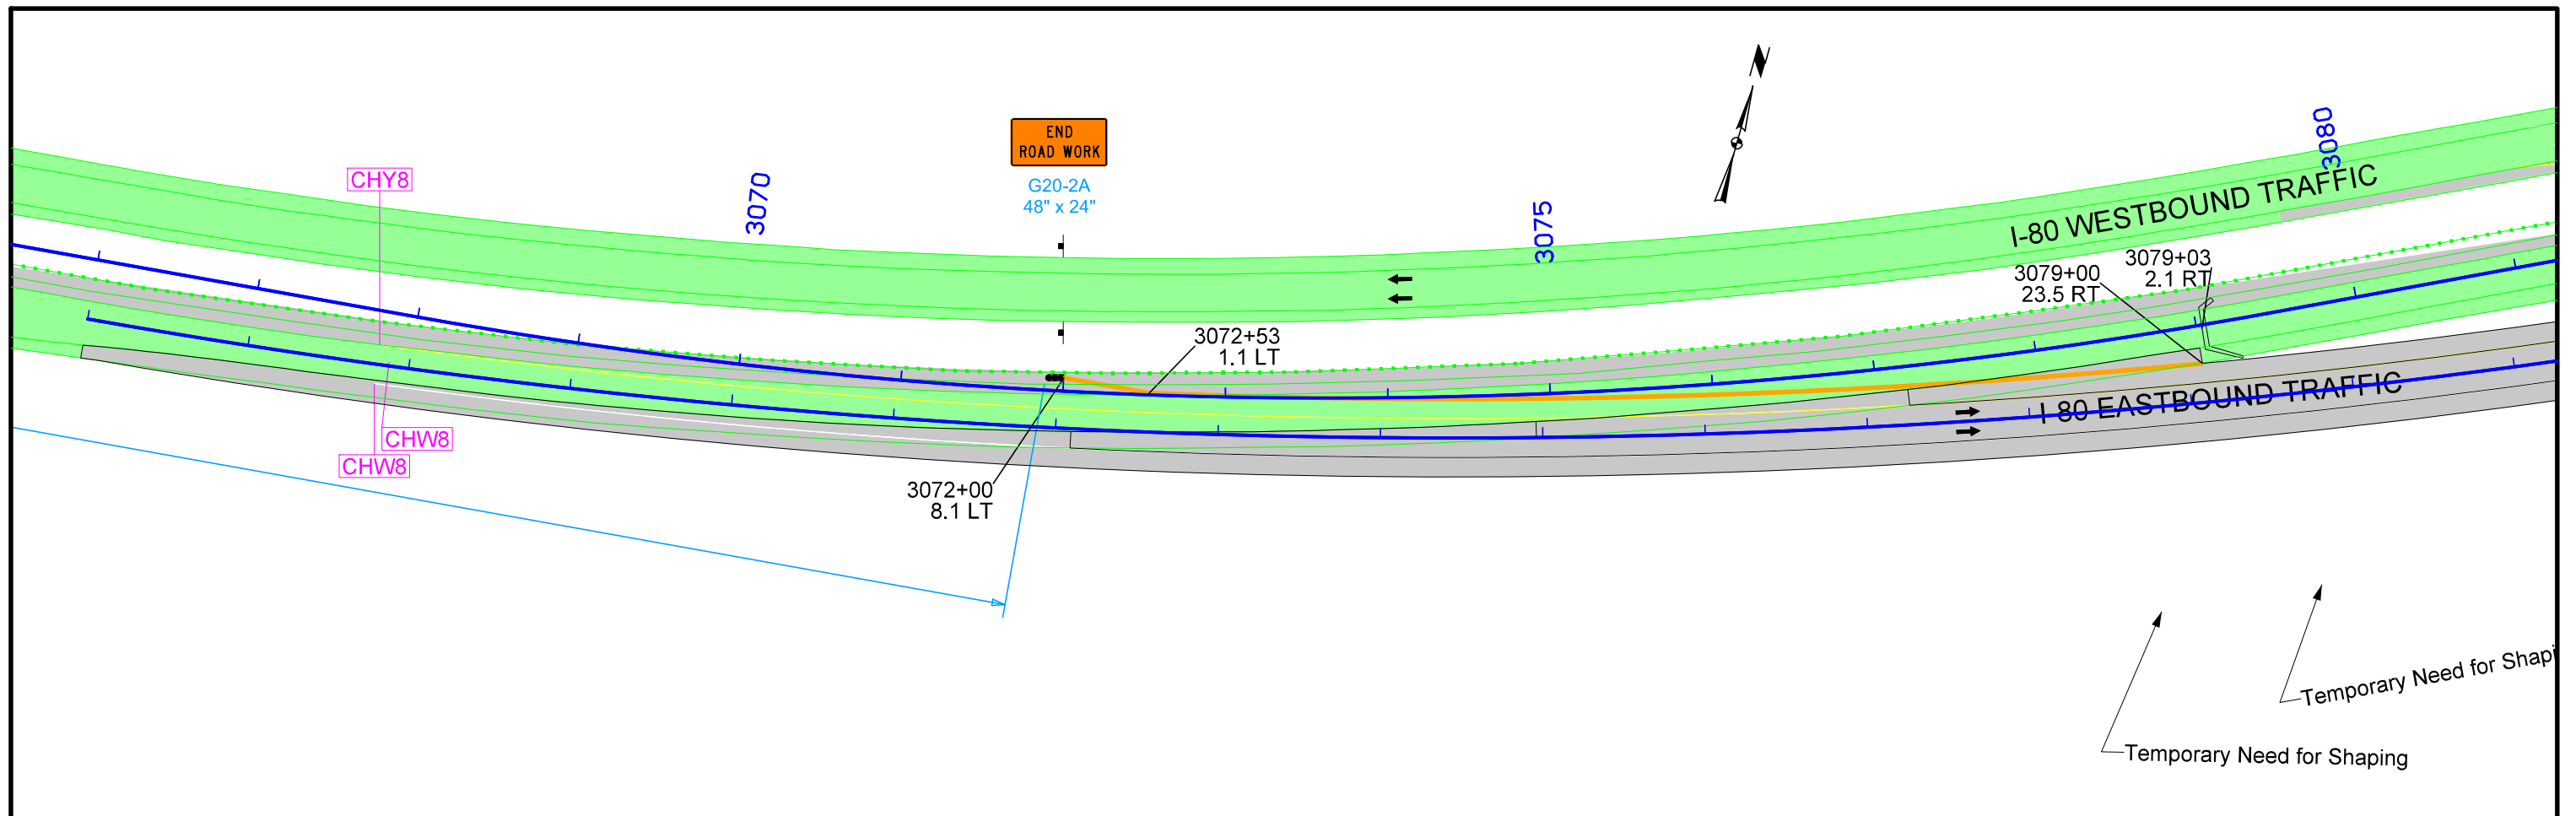 END
ROAD WORK
G20-2A
48" x 24"
N
CHY8
3070
3075
3080
I-80 WESTBOUND TRAFFIC
3079+03
2.1 RT
3079+00
23.5 RT
3072+53
1.1 LT
I-80 EASTBOUND TRAFFIC
CHW8
CHW8
3072+00
8.1 LT
Temporary Need for Shapi
Temporary Need for Shaping